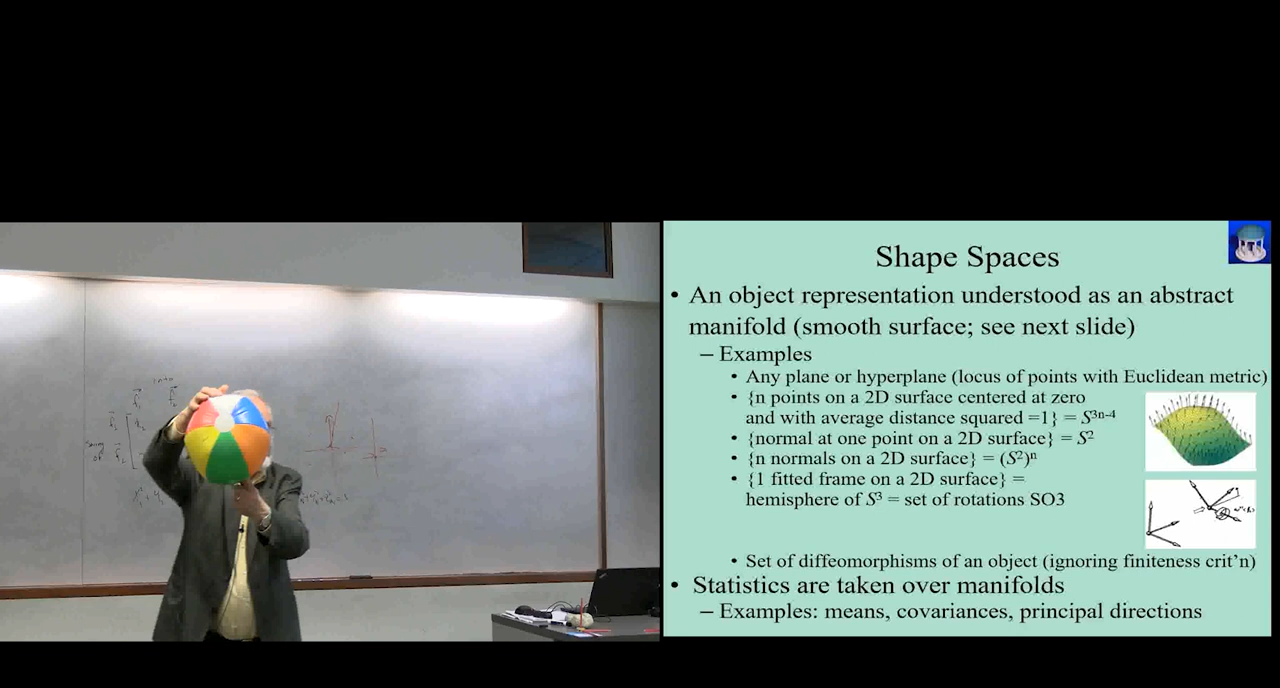 Shape Spaces
• An object representation understood as an abstract
manifold (smooth surface; see next slide)
– Examples
• Any plane or hyperplane (locus of points with Euclidean metric)
• {n points on a 2D surface centered at zero
and with average distance squared =1} = S³ⁿ⁻⁴
• {normal at one point on a 2D surface} = S²
• {n normals on a 2D surface} = (S²)ⁿ
• {1 fitted frame on a 2D surface} =
hemisphere of S³ = set of rotations SO3
• Set of diffeomorphisms of an object (ignoring finiteness crit'n)
• Statistics are taken over manifolds
– Examples: means, covariances, principal directions